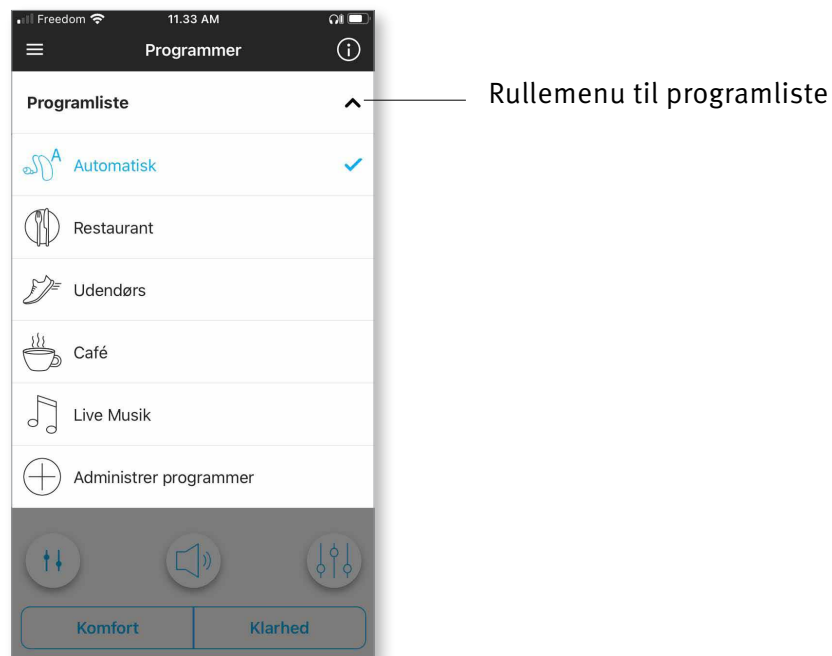 Freedom 11.33 AM
Programmer
Programliste
Rullemenu til programliste
A
Automatisk
Restaurant
Udendørs
Café
Live Musik
Administrer programmer
Komfort Klarhed